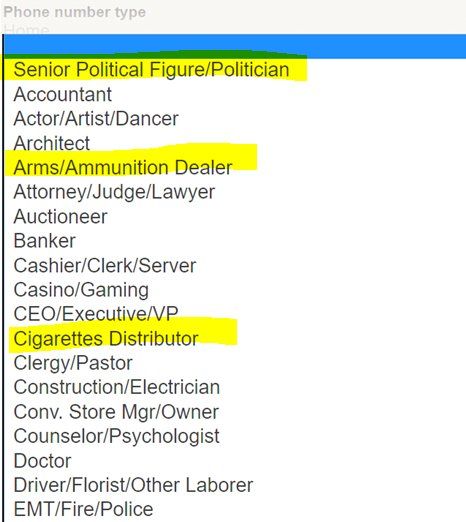 Phone number type
Home
Senior Political Figure/Politician
Accountant
Actor/Artist/Dancer
Architect
Arms/Ammunition Dealer
Attorney/Judge/Lawyer
Auctioneer
Banker
Cashier/Clerk/Server
Casino/Gaming
CEO/Executive/VP
Cigarettes Distributor
Clergy/Pastor
Construction/Electrician
Conv. Store Mgr/Owner
Counselor/Psychologist
Doctor
Driver/Florist/Other Laborer
EMT/Fire/Police